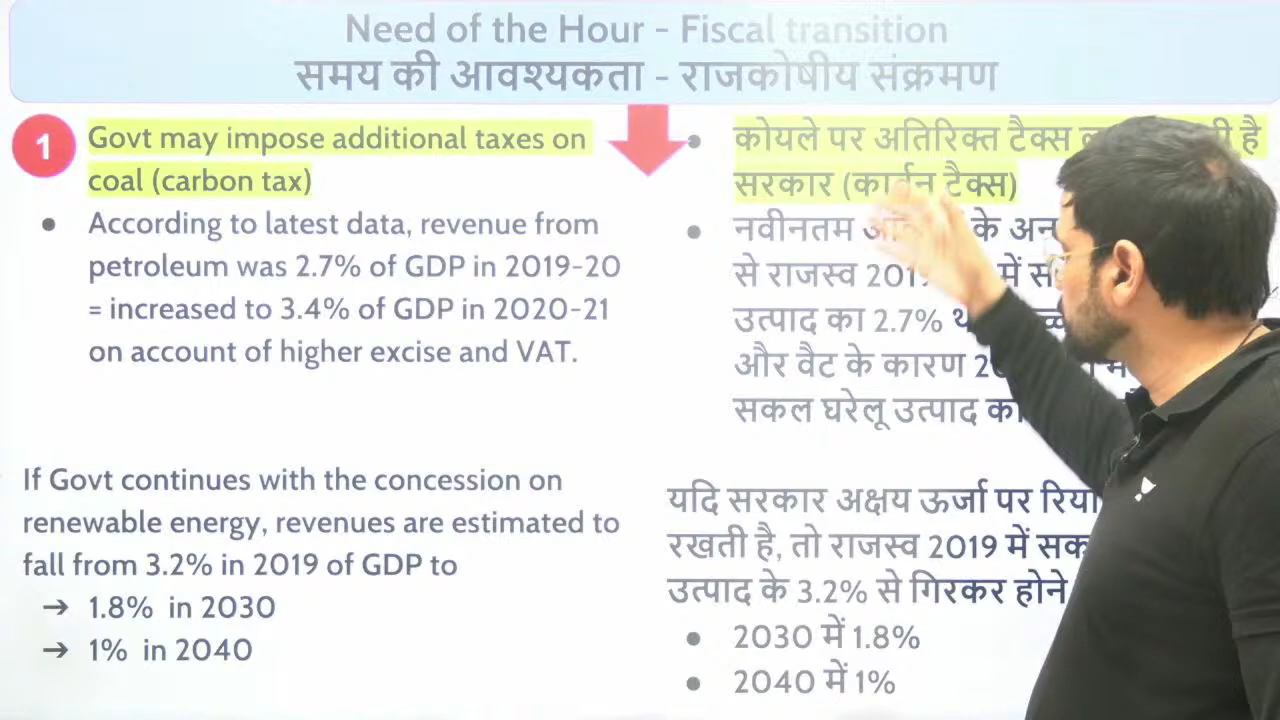 Need of the Hour - Fiscal transition
समय की आवश्यकता - राजकोषीय संक्रमण
1
Govt may impose additional taxes on
coal (carbon tax)
● According to latest data, revenue from
petroleum was 2.7% of GDP in 2019-20
= increased to 3.4% of GDP in 2020-21
on account of higher excise and VAT.
If Govt continues with the concession on
renewable energy, revenues are estimated to
fall from 3.2% in 2019 of GDP to
→ 1.8% in 2030
→ 1% in 2040
● कोयले पर अतिरिक्त टैक्स है
सरकार (कार्बन टैक्स)
● नवीनतम के
से राजस्व में
उत्पाद का 2.7%
और वैट के कारण
सकल घरेलू उत्पाद
यदि सरकार अक्षय ऊर्जा पर
रखती है, तो राजस्व 2019 में
उत्पाद के 3.2% से गिरकर होने
● 2030 में 1.8%
● 2040 में 1%